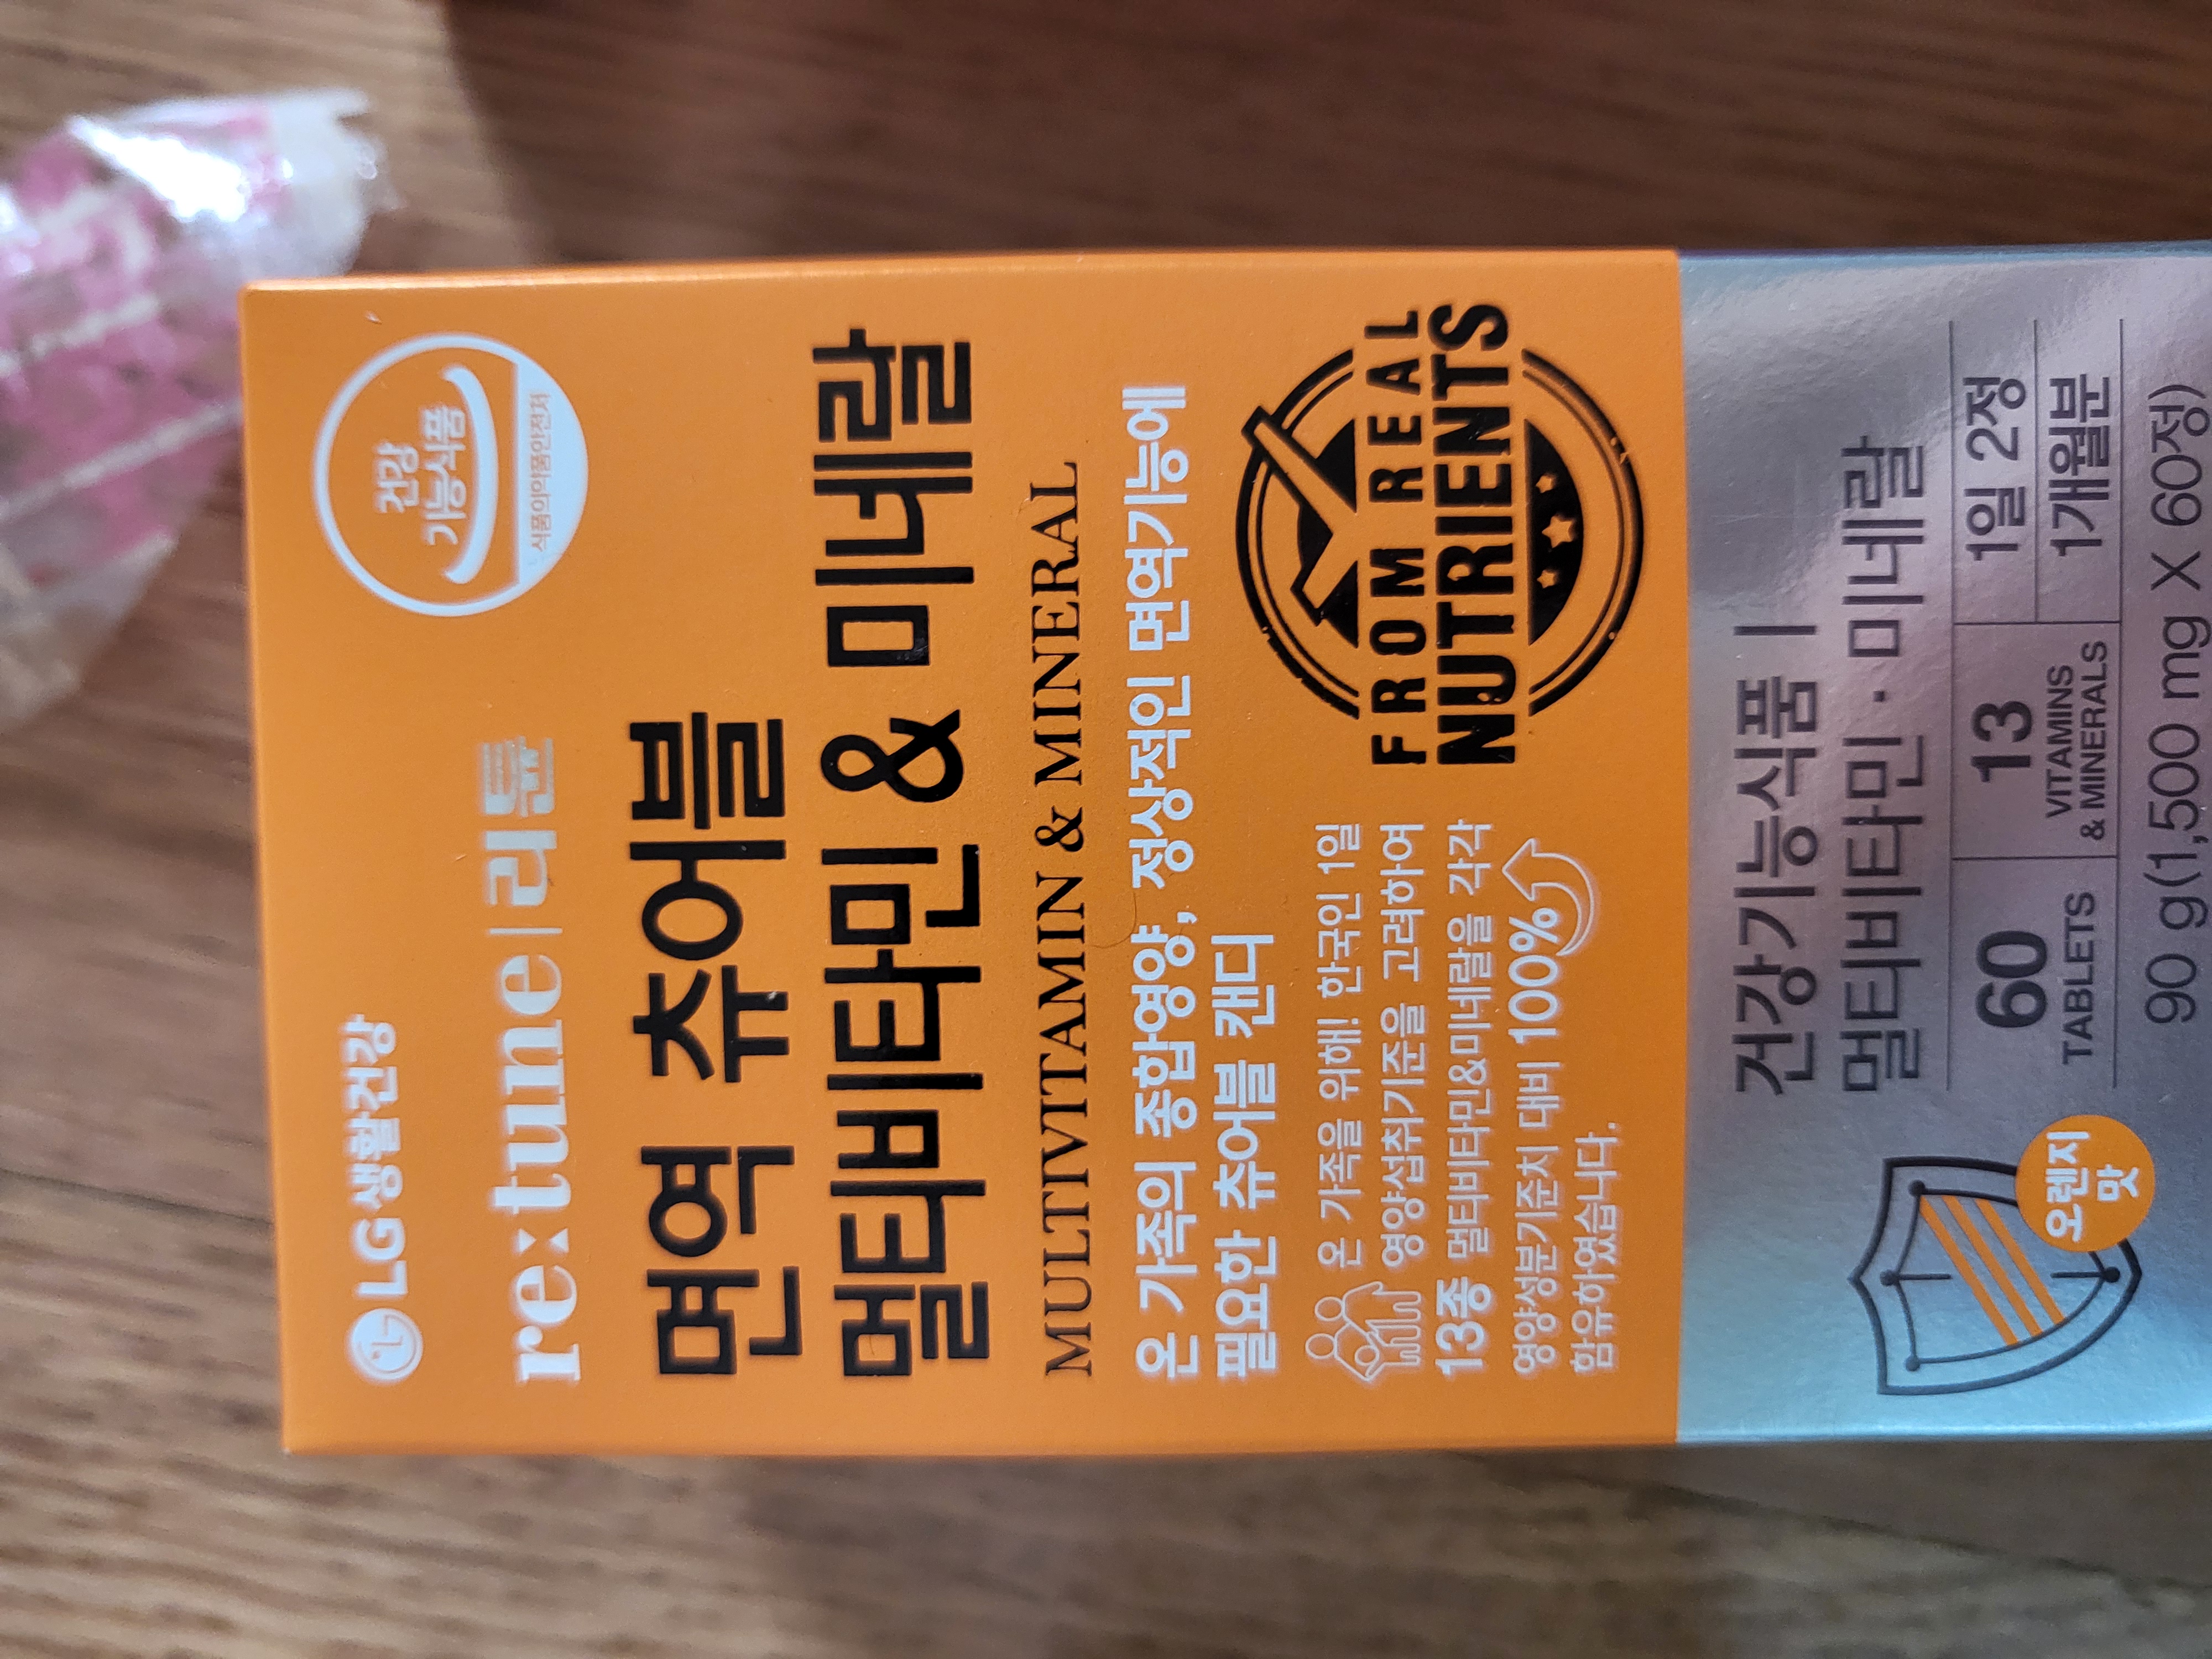 LG생활건강
건강
기능식품
식품의약품안전처
re:tune | 리튠
면역 츄어블
멀티비타민 & 미네랄
MULTIVITAMIN & MINERAL
온 가족의 종합영양, 정상적인 면역기능에
필요한 츄어블 캔디
온 가족을 위해! 한국인 1일
영양섭취기준을 고려하여
13종 멀티비타민&미네랄을 각각
영양성분기준치 대비 100%
함유하였습니다.
FROM REAL
NUTRIENTS
건강기능식품 |
멀티비타민·미네랄
오렌지
맛
60
TABLETS
13
VITAMINS
& MINERALS
1일 2정
1개월분
90 g(1,500 mg X 60정)